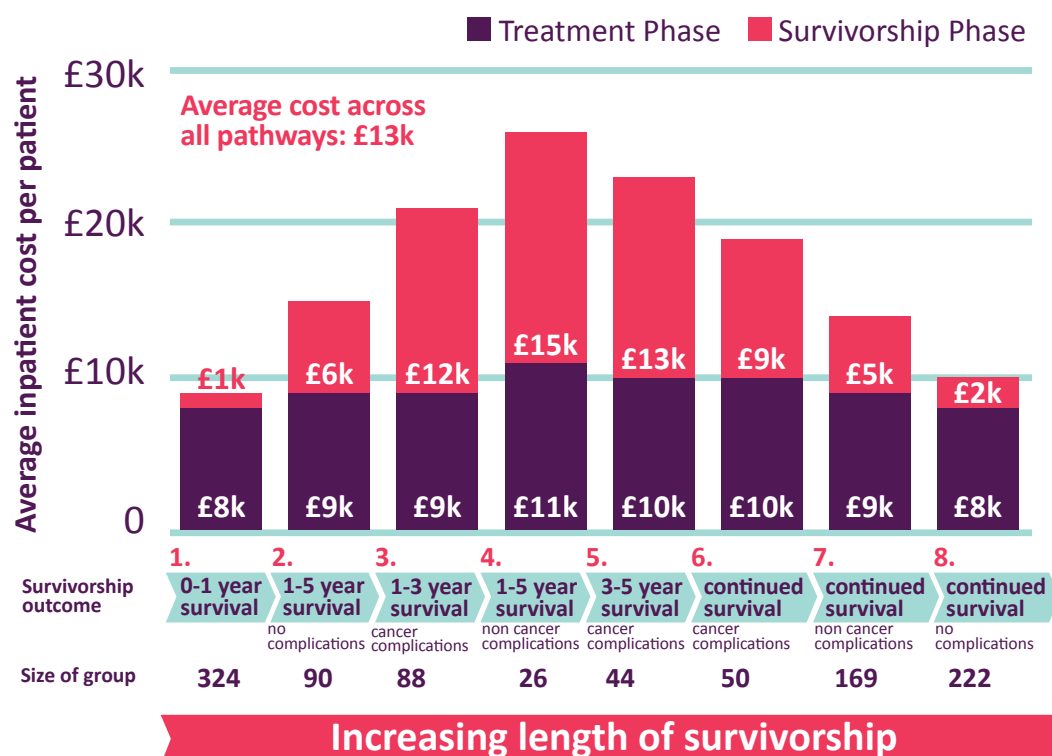 Treatment Phase Survivorship Phase
Average inpatient cost per patient
£30k
£20k
£10k
0
Average cost across
all pathways: £13k
£1k £6k £12k £15k £13k £9k £5k £2k
£8k £9k £9k £11k £10k £10k £9k £8k
1. 2. 3. 4. 5. 6. 7. 8.
Survivorship
outcome
0-1 year
survival
1-5 year
survival
no
complications
1-3 year
survival
cancer
complications
1-5 year
survival
non cancer
complications
3-5 year
survival
cancer
complications
continued
survival
cancer
complications
continued
survival
non cancer
complications
continued
survival
no
complications
Size of group 324 90 88 26 44 50 169 222
Increasing length of survivorship